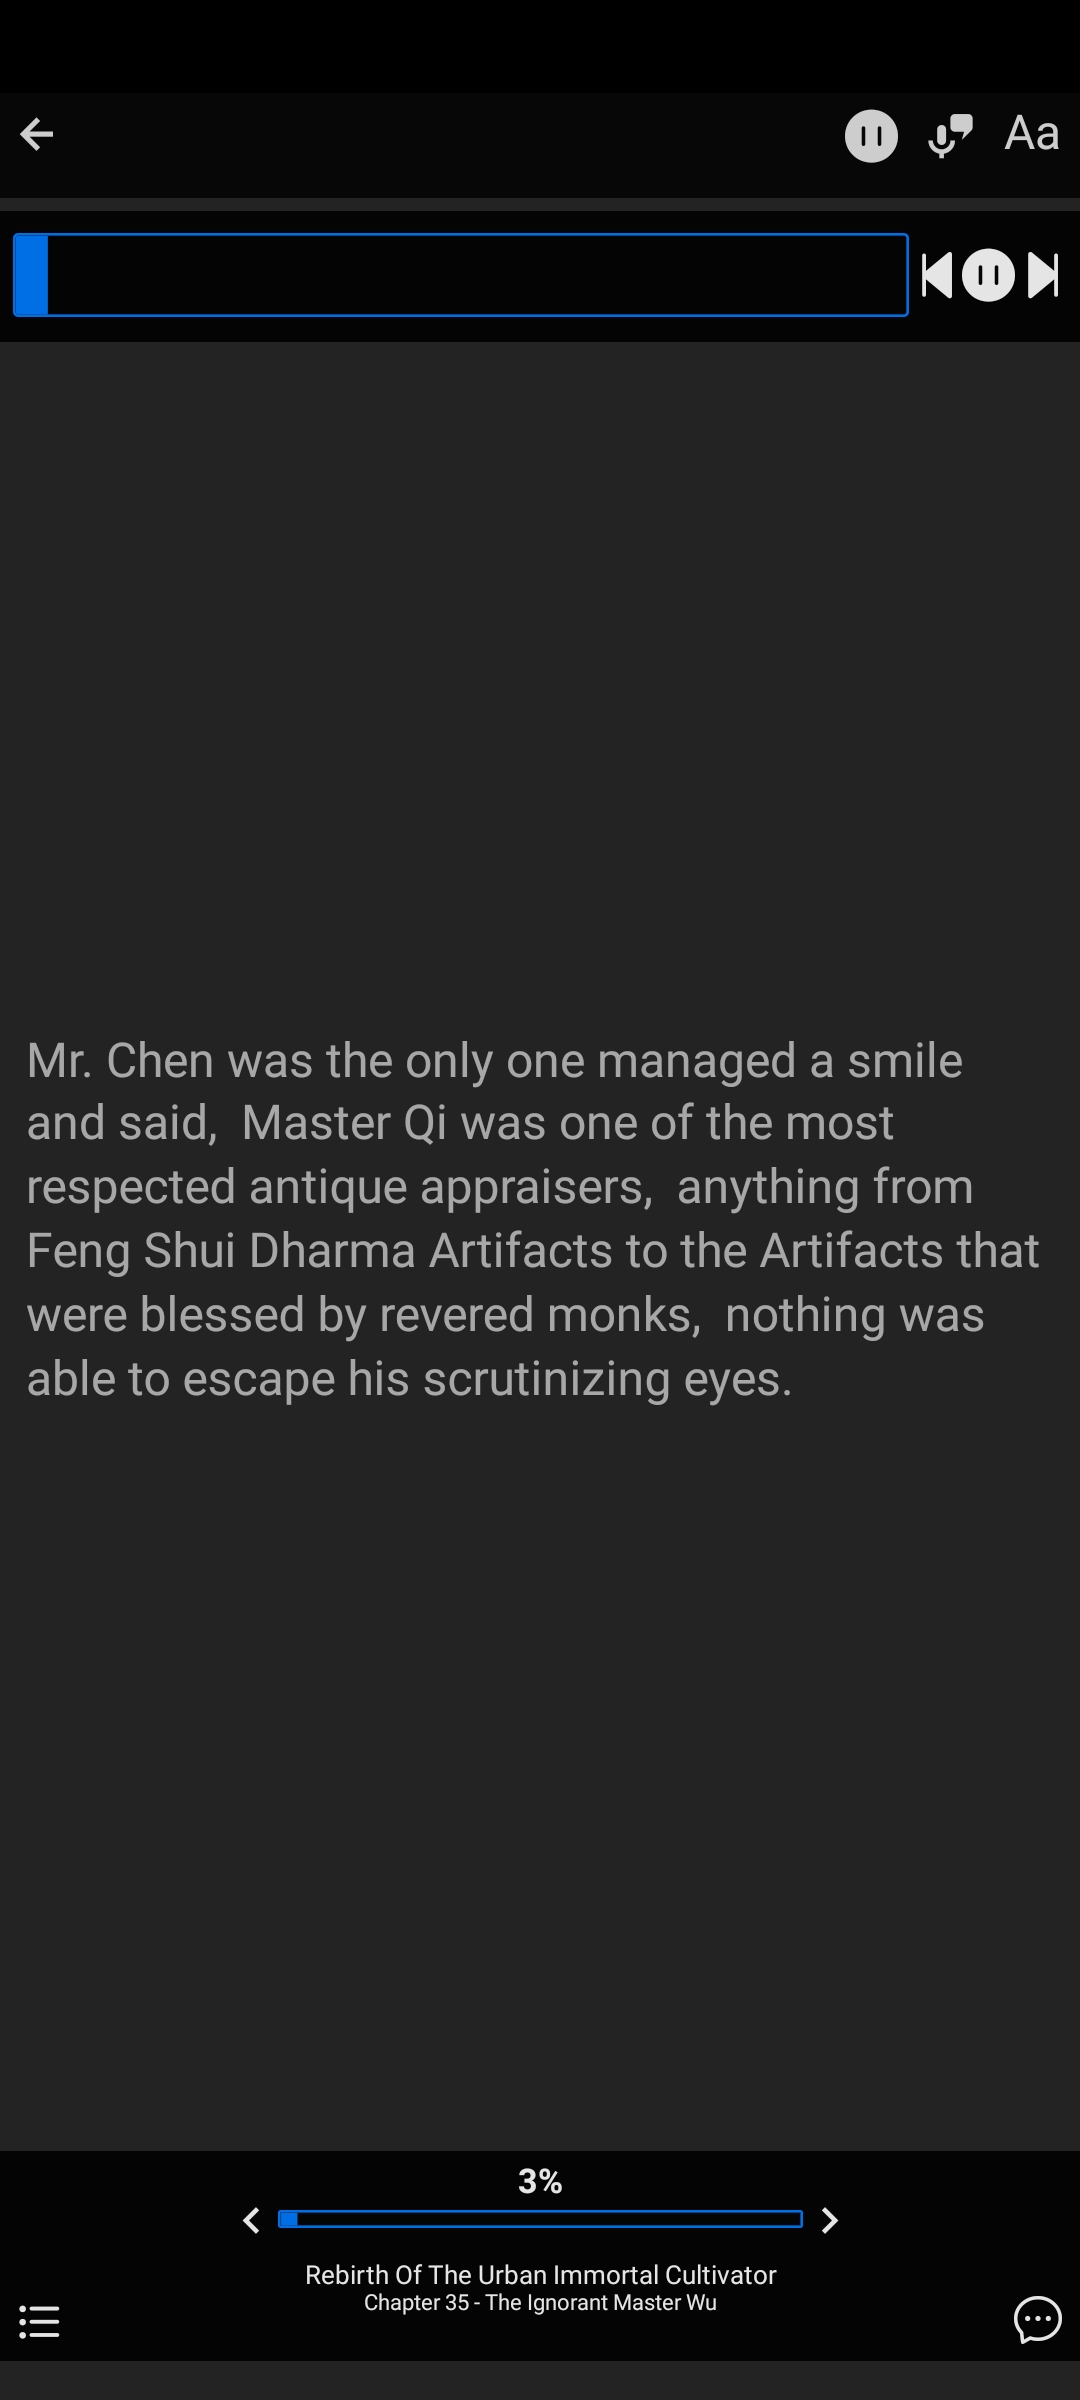 Aa
Mr. Chen was the only one managed a smile
and said,  Master Qi was one of the most
respected antique appraisers,  anything from
Feng Shui Dharma Artifacts to the Artifacts that
were blessed by revered monks,  nothing was
able to escape his scrutinizing eyes.
3%
Rebirth Of The Urban Immortal Cultivator
Chapter 35 - The Ignorant Master Wu